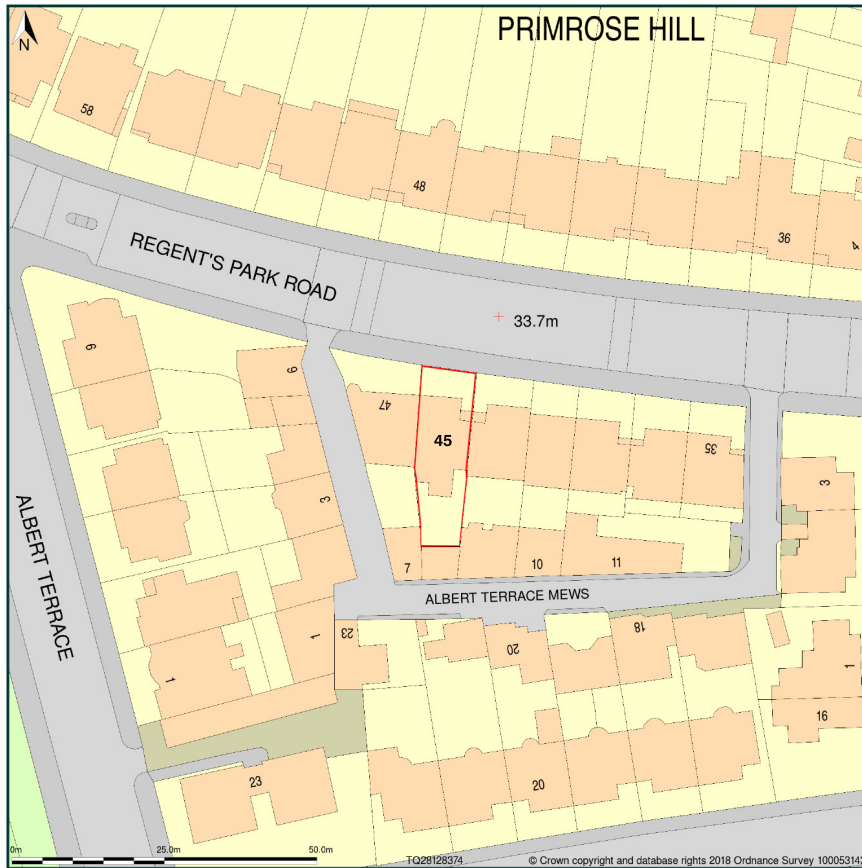 PRIMROSE HILL
N
58
48
36
4
REGENT'S PARK ROAD
33.7m
9
9
47
45
35
3
3
7
10
11
ALBERT TERRACE MEWS
ALBERT TERRACE
1
1
23
20
18
1
16
23
20
0m
25.0m
50.0m
TQ28128374
© Crown copyright and database rights 2018 Ordnance Survey 10005314